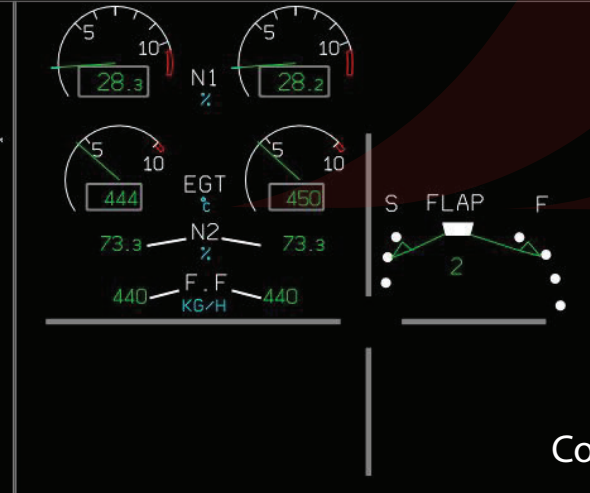 5 10 5 10
28.3 N1 28.2
%
5 10 5 10
444 EGT 450
°C
S FLAP F
73.3 N2 73.3
%
2
440 F.F 440
KG/H
Co